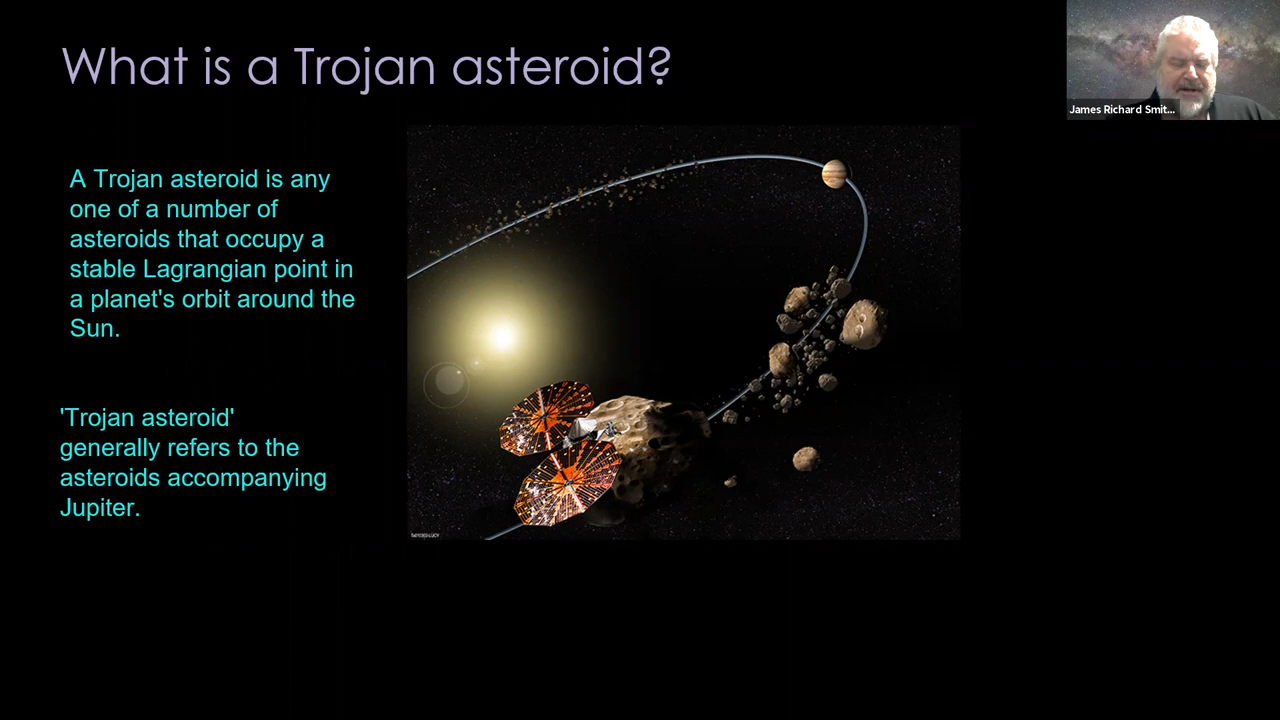 What is a Trojan asteroid?
James Richard Smit...
A Trojan asteroid is any
one of a number of
asteroids that occupy a
stable Lagrangian point in
a planet's orbit around the
Sun.
'Trojan asteroid'
generally refers to the
asteroids accompanying
Jupiter.